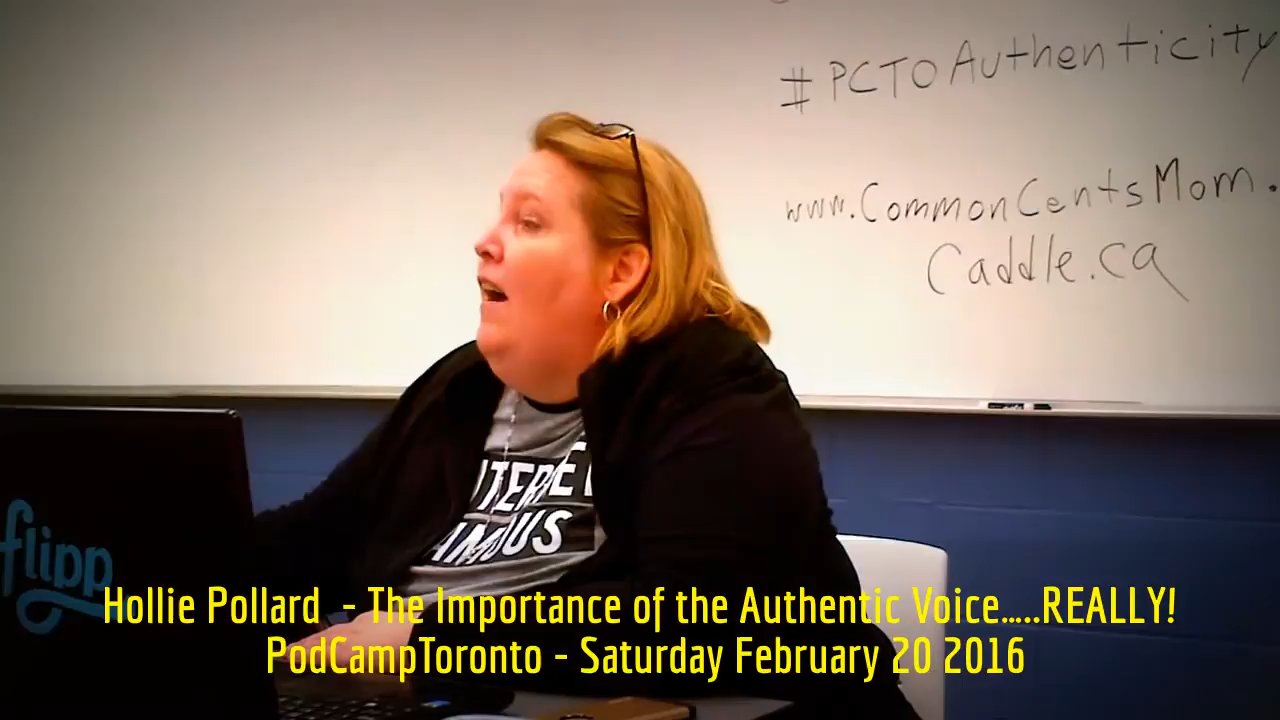 #PCTOAuthenticity
www.CommonCentsMom.
Caddle.ca
FAMOUS
flipp
Hollie Pollard - The Importance of the Authentic Voice.....REALLY!
PodCampToronto - Saturday February 20 2016